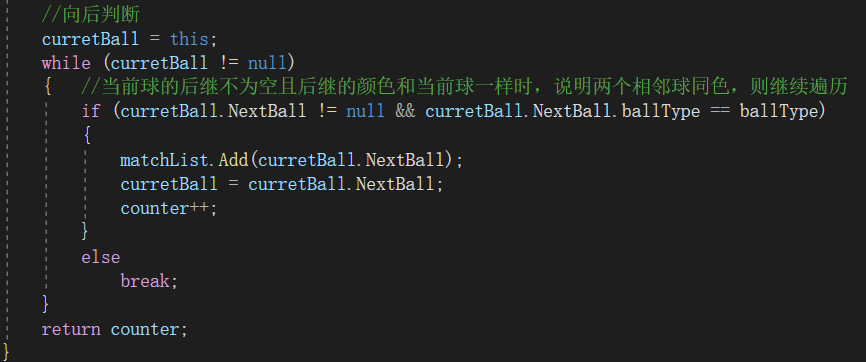 //向后判断
curretBall = this;
while (curretBall != null)
{ //当前球的后继不为空且后继的颜色和当前球一样时，说明两个相邻球同色，则继续遍历
if (curretBall.NextBall != null && curretBall.NextBall.ballType == ballType)
{
matchList.Add(curretBall.NextBall);
curretBall = curretBall.NextBall;
counter++;
}
else
break;
}
return counter;
}